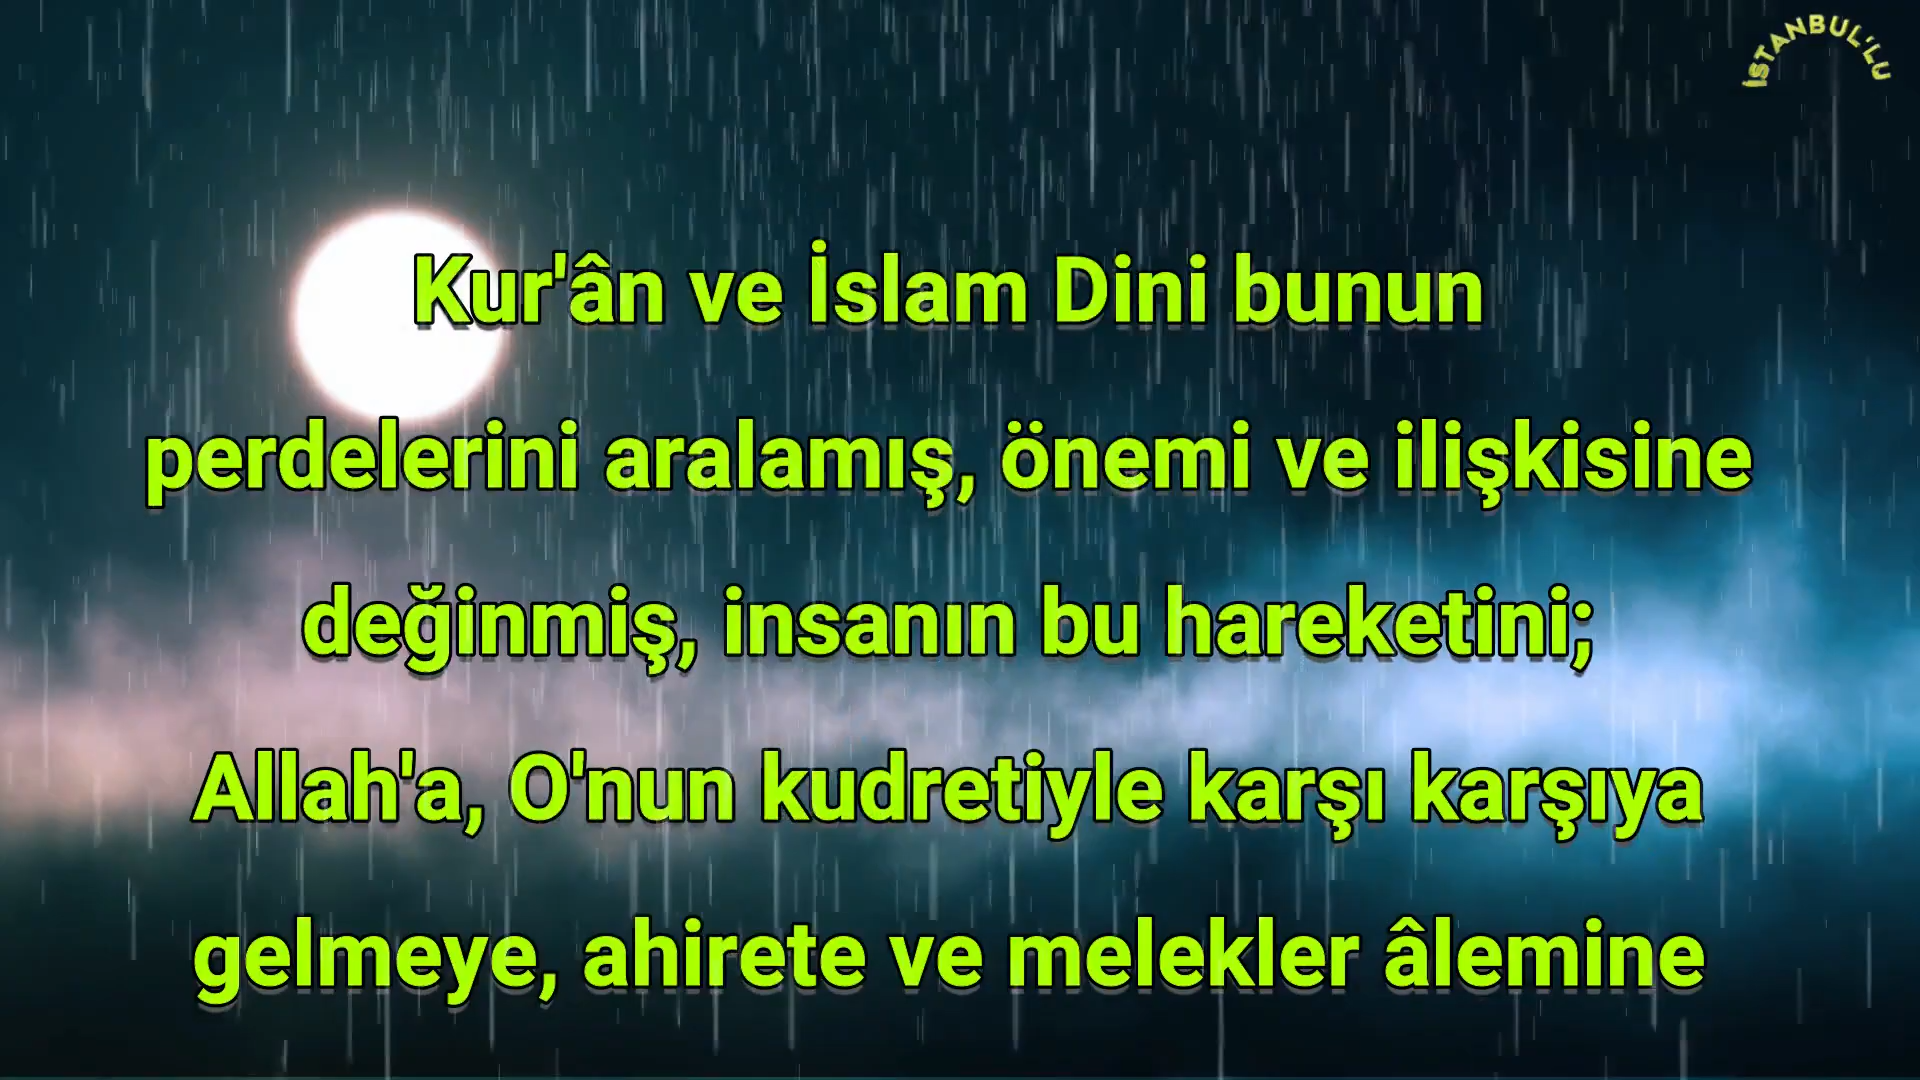 İSTANBUL'LU
Kur'ân ve İslam Dini bunun
perdelerini aralamış, önemi ve ilişkisine
değinmiş, insanın bu hareketini;
Allah'a, O'nun kudretiyle karşı karşıya
gelmeye, ahirete ve melekler âlemine